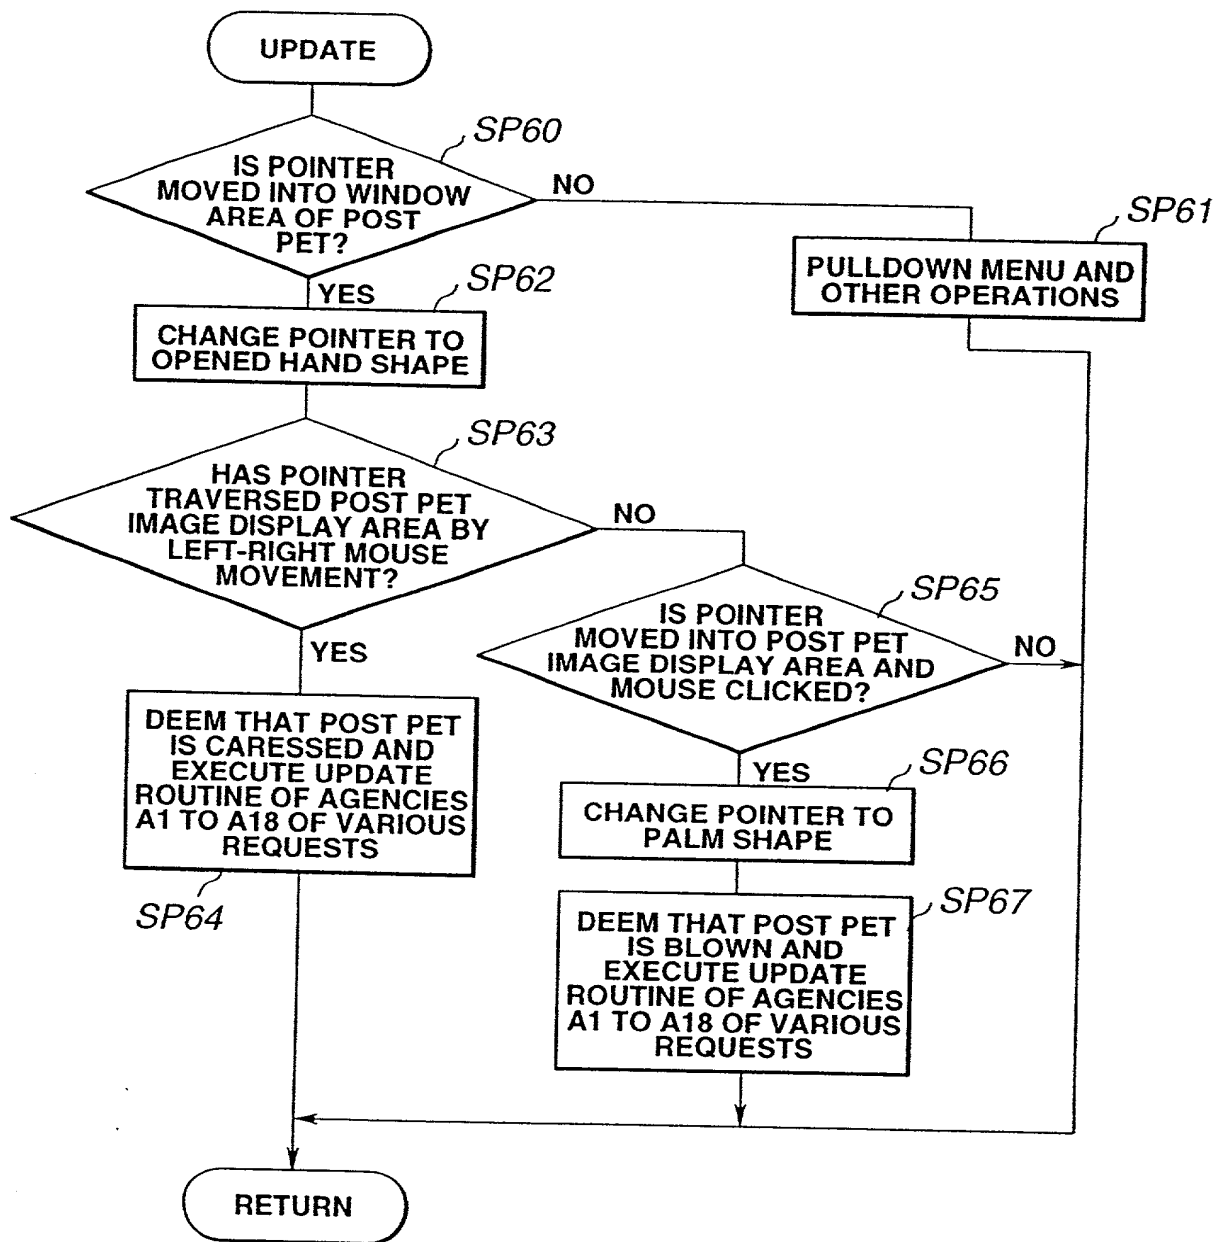 UPDATE
SP60
IS POINTER
MOVED INTO WINDOW
AREA OF POST
PET?
NO
SP61
PULLDOWN MENU AND
OTHER OPERATIONS
YES
SP62
CHANGE POINTER TO
OPENED HAND SHAPE
SP63
HAS POINTER
TRAVERSED POST PET
IMAGE DISPLAY AREA BY
LEFT-RIGHT MOUSE
MOVEMENT?
NO
YES
SP65
IS POINTER
MOVED INTO POST PET
IMAGE DISPLAY AREA AND
MOUSE CLICKED?
NO
YES
DEEM THAT POST PET
IS CARESSED AND
EXECUTE UPDATE
ROUTINE OF AGENCIES
A1 TO A18 OF VARIOUS
REQUESTS
SP64
SP66
CHANGE POINTER TO
PALM SHAPE
SP67
DEEM THAT POST PET
IS BLOWN AND
EXECUTE UPDATE
ROUTINE OF AGENCIES
A1 TO A18 OF VARIOUS
REQUESTS
RETURN